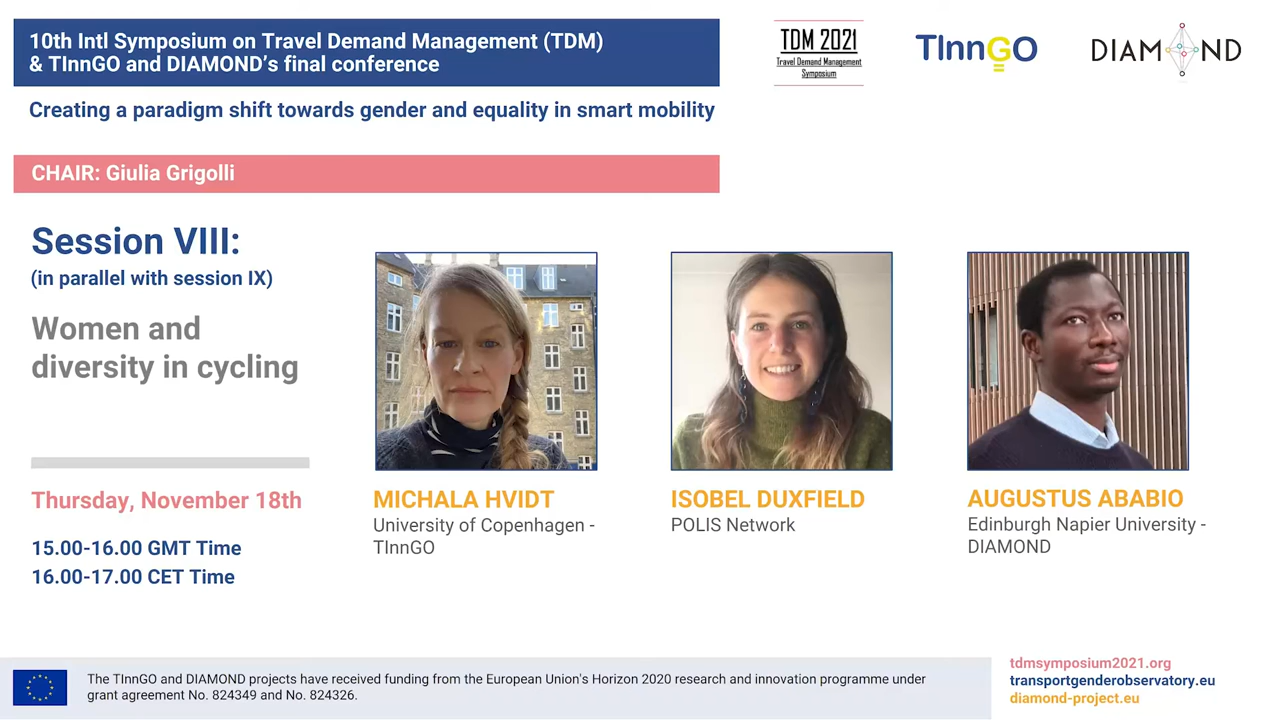 10th Intl Symposium on Travel Demand Management (TDM)
& TInnGO and DIAMOND's final conference
TDM 2021
Travel Demand Management
Symposium
TInnGO
DIAMOND
Creating a paradigm shift towards gender and equality in smart mobility
CHAIR: Giulia Grigolli
Session VIII:
(in parallel with session IX)
Women and
diversity in cycling
Thursday, November 18th
15.00-16.00 GMT Time
16.00-17.00 CET Time
MICHALA HVIDT
University of Copenhagen -
TInnGO
ISOBEL DUXFIELD
POLIS Network
AUGUSTUS ABABIO
Edinburgh Napier University -
DIAMOND
The TInnGO and DIAMOND projects have received funding from the European Union's Horizon 2020 research and innovation programme under
grant agreement No. 824349 and No. 824326.
tdmsymposium2021.org
transportgenderobservatory.eu
diamond-project.eu